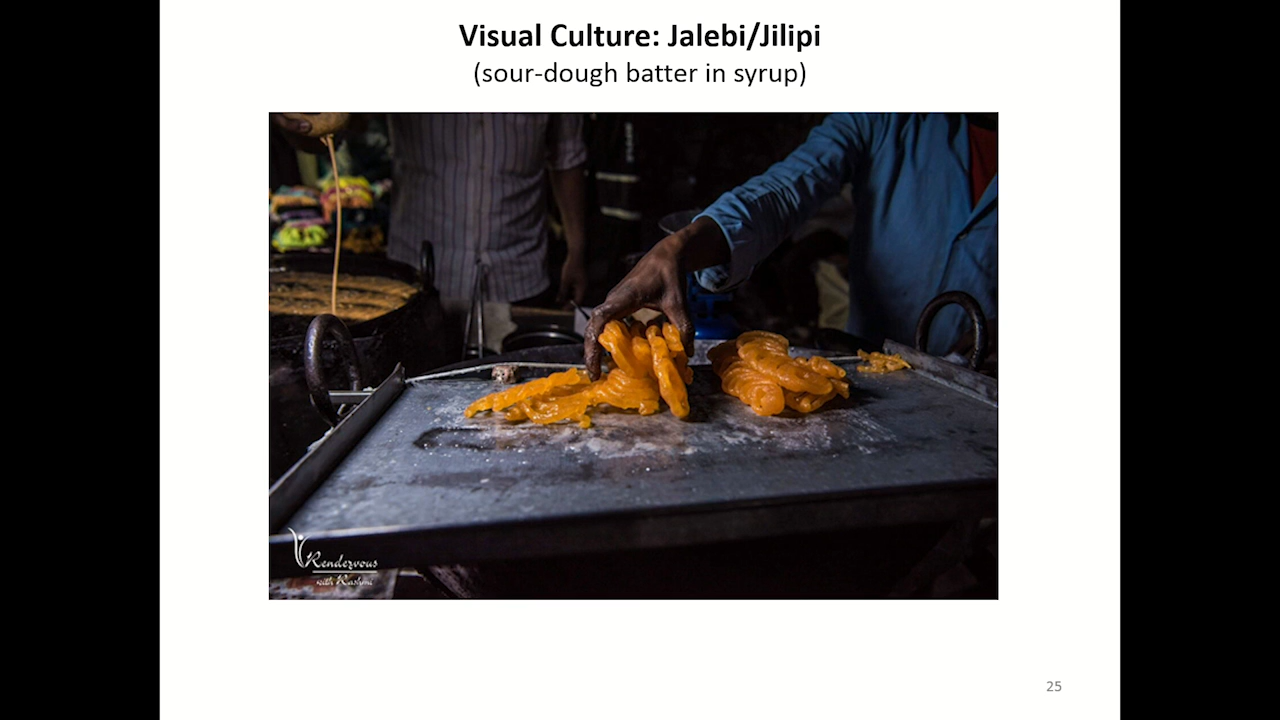 Visual Culture: Jalebi/Jilipi
(sour-dough batter in syrup)
Rendezvous
with Rashmi
25